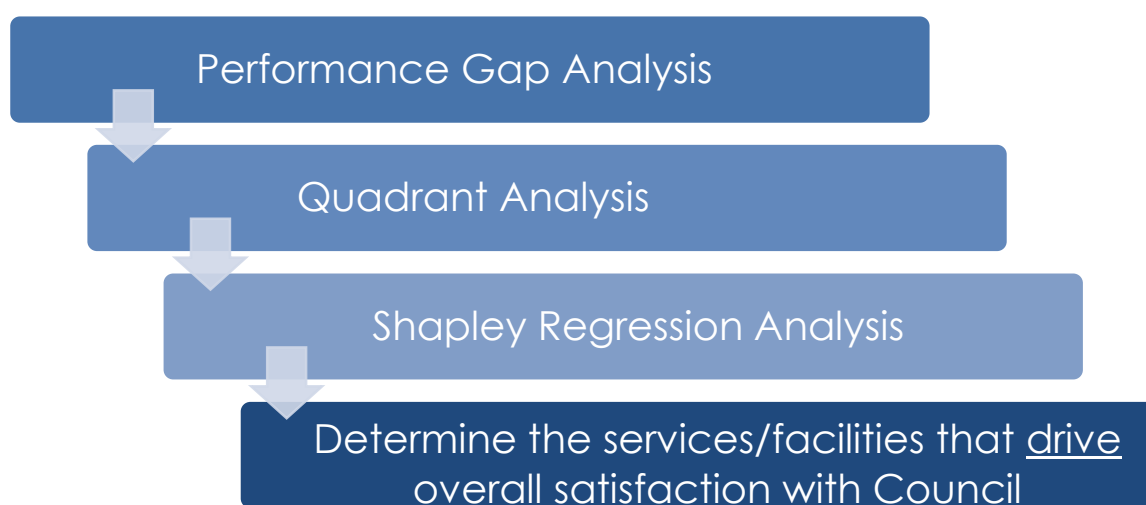 Performance Gap Analysis
Quadrant Analysis
Shapley Regression Analysis
Determine the services/facilities that drive
overall satisfaction with Council